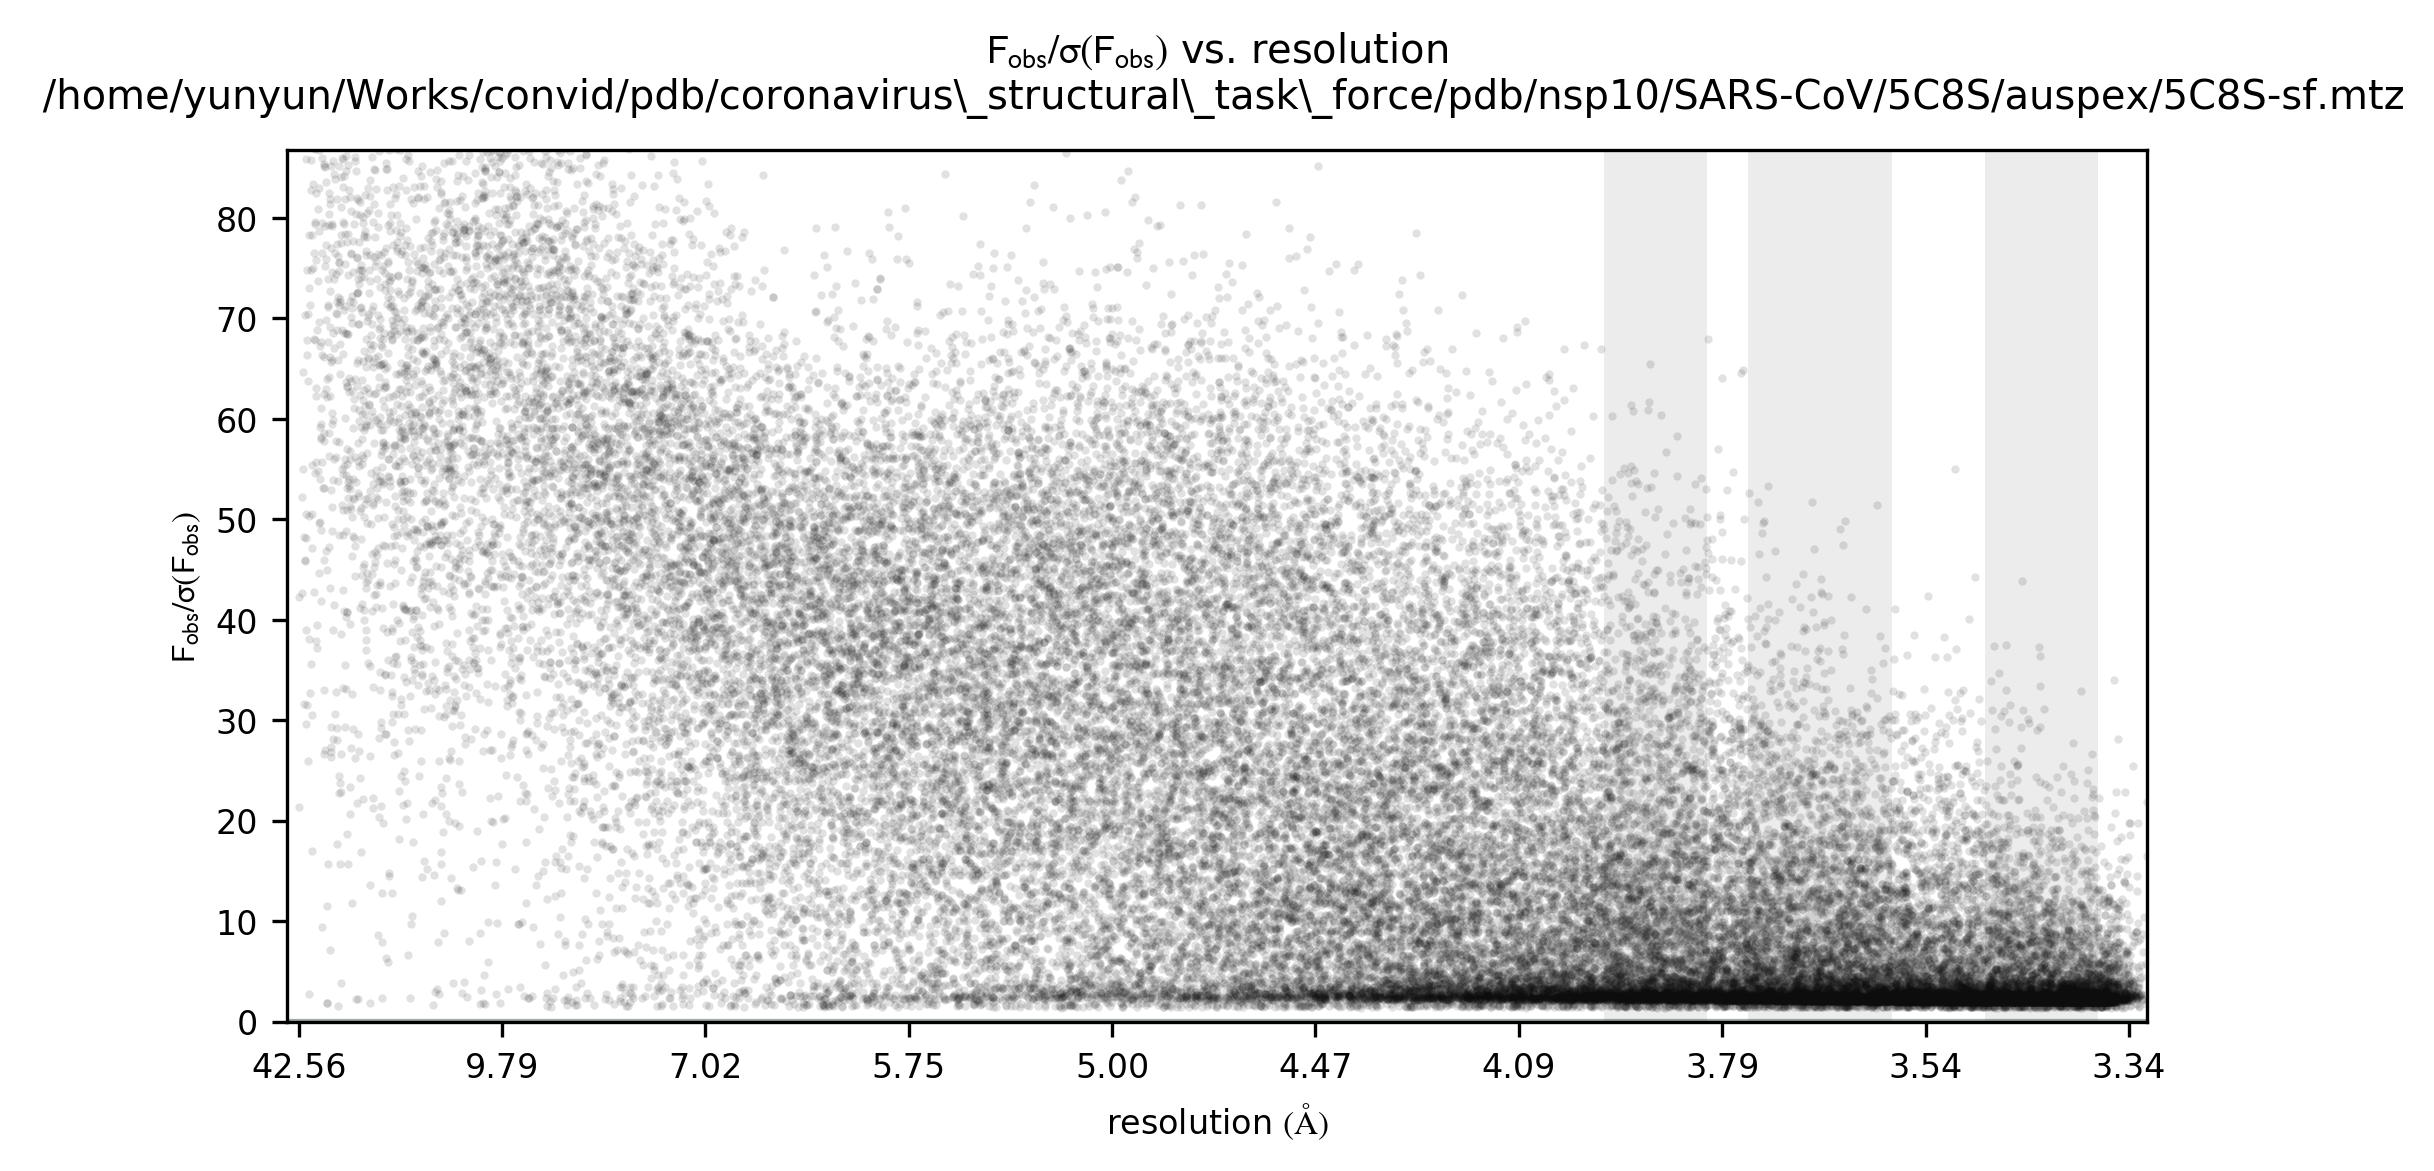 Fobs/σ(Fobs) vs. resolution
/home/yunyun/Works/convid/pdb/coronavirus\_structural\_task\_force/pdb/nsp10/SARS-CoV/5C8S/auspex/5C8S-sf.mtz
Fobs/σ(Fobs)
80
70
60
50
40
30
20
10
0
42.56 9.79 7.02 5.75 5.00 4.47 4.09 3.79 3.54 3.34
resolution (Å)